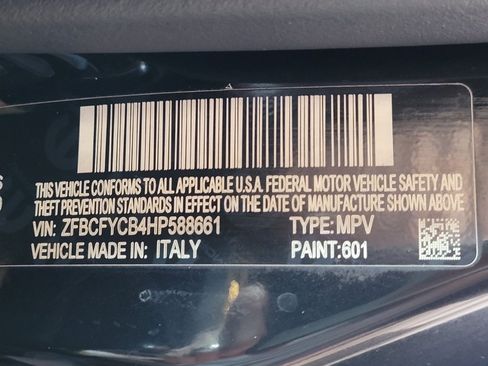 THIS VEHICLE CONFORMS TO ALL APPLICABLE U.S.A. FEDERAL MOTOR VEHICLE SAFETY AND
THEFT PREVENTION STANDARDS IN EFFECT ON THE DATE OF MANUFACTURE SHOWN ABOVE.
VIN: ZFBCFYCB4HP588661 TYPE: MPV
VEHICLE MADE IN: ITALY PAINT:601